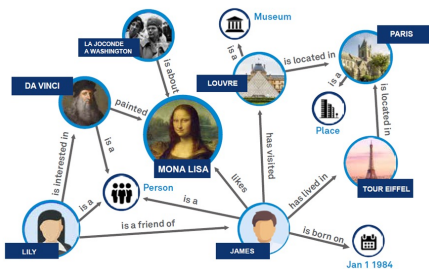 Museum
PARIS
LA JOCONDE
A WASHINGTON
is a
is located in
DA VINCI
LOUVRE
is about
is a
is located in
painted
Place
is interested in
is a
MONA LISA
has visited
TOUR EIFFEL
likes
Person
has lived in
is a
is a
is a friend of
is born on
LILY
JAMES
Jan 1 1984